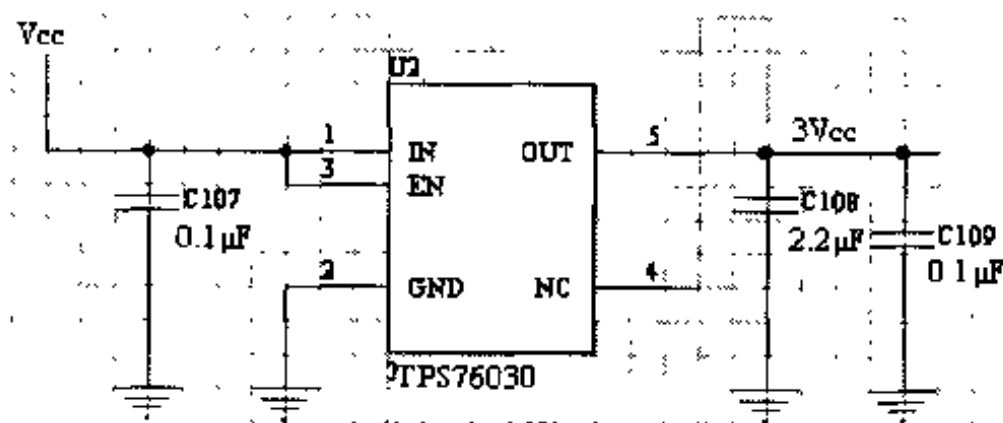 Vcc
U2
1
IN
OUT
5
3Vcc
3
EN
C107
0.1μF
C108
2.2μF
C109
0.1μF
2
GND
NC
4
TPS76030